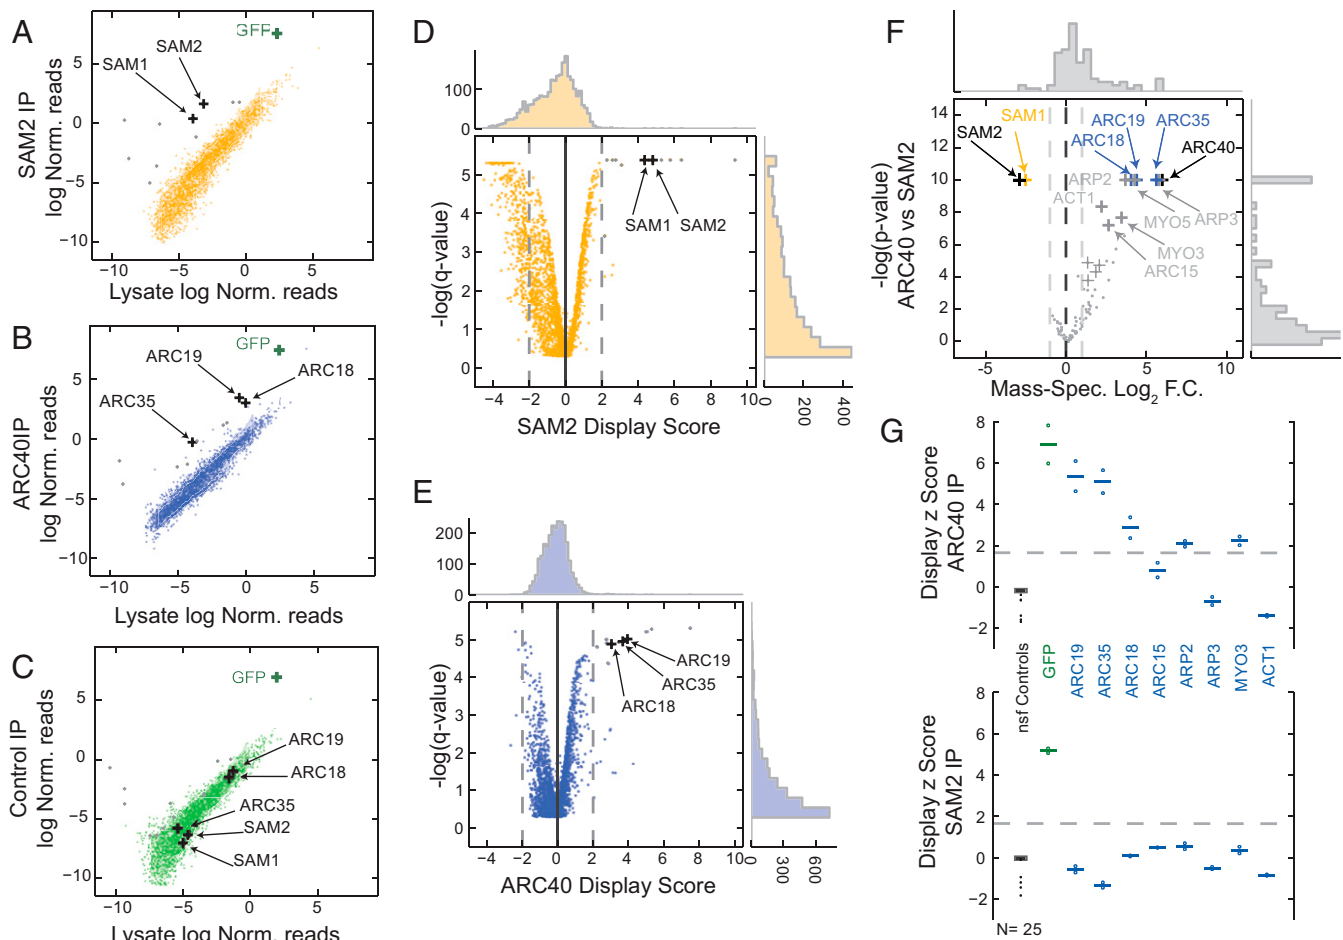 A
SAM2 IP
log Norm. reads
5
0
−5
−10
GFP
SAM2
SAM1
−10
−5
0
5
Lysate log Norm. reads
B
ARC40IP
log Norm. reads
5
0
−5
−10
GFP
ARC19
ARC18
ARC35
−10
−5
0
5
Lysate log Norm. reads
C
Control IP
log Norm. reads
5
0
−5
−10
GFP
ARC19
ARC18
ARC35
SAM2
SAM1
−10
−5
0
5
Lysate log Norm. reads
D
100
0
-log(q-value)
5
4
3
2
1
0
SAM1 SAM2
−4 −2 0 2 4 6 8 10
SAM2 Display Score
0
200
400
E
200
100
0
-log(q-value)
5
4
3
2
1
0
ARC19
ARC35
ARC18
−4 −2 0 2 4 6 8 10
ARC40 Display Score
0
300
600
F
-log(p-value)
ARC40 vs SAM2
14
12
10
8
6
4
2
0
SAM1
SAM2
ARC19
ARC18
ARC35
ARC40
ARP2
ACT1
MYO5
ARP3
MYO3
ARC15
−5
0
5
10
Mass-Spec. Log2 F.C.
G
Display z Score
ARC40 IP
8
6
4
2
0
−2
nsf Controls
GFP
ARC19
ARC35
ARC18
ARC15
ARP2
ARP3
MYO3
ACT1
Display z Score
SAM2 IP
8
6
4
2
0
−2
N= 25